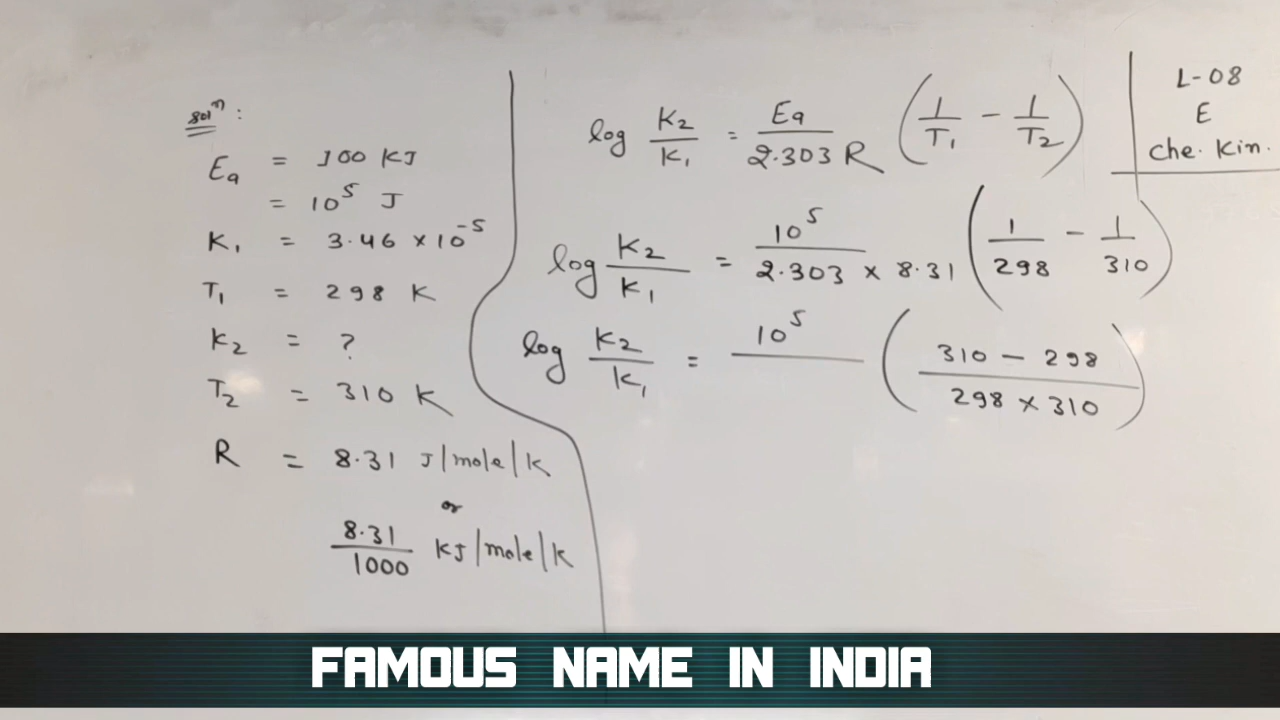 soln :
Ea = 100 KJ
= 10^5 J
K1 = 3.46 × 10^-5
T1 = 298 K
K2 = ?
T2 = 310 K
R = 8.31 J/mole/K
or
8.31/1000 KJ/mole/K
log K2/K1 = Ea/2.303 R (1/T1 - 1/T2)
log K2/K1 = 10^5/2.303 × 8.31 (1/298 - 1/310)
log K2/K1 = 10^5/ (310 - 298/298 × 310)
L-08
E
Che. Kin.
FAMOUS NAME IN INDIA